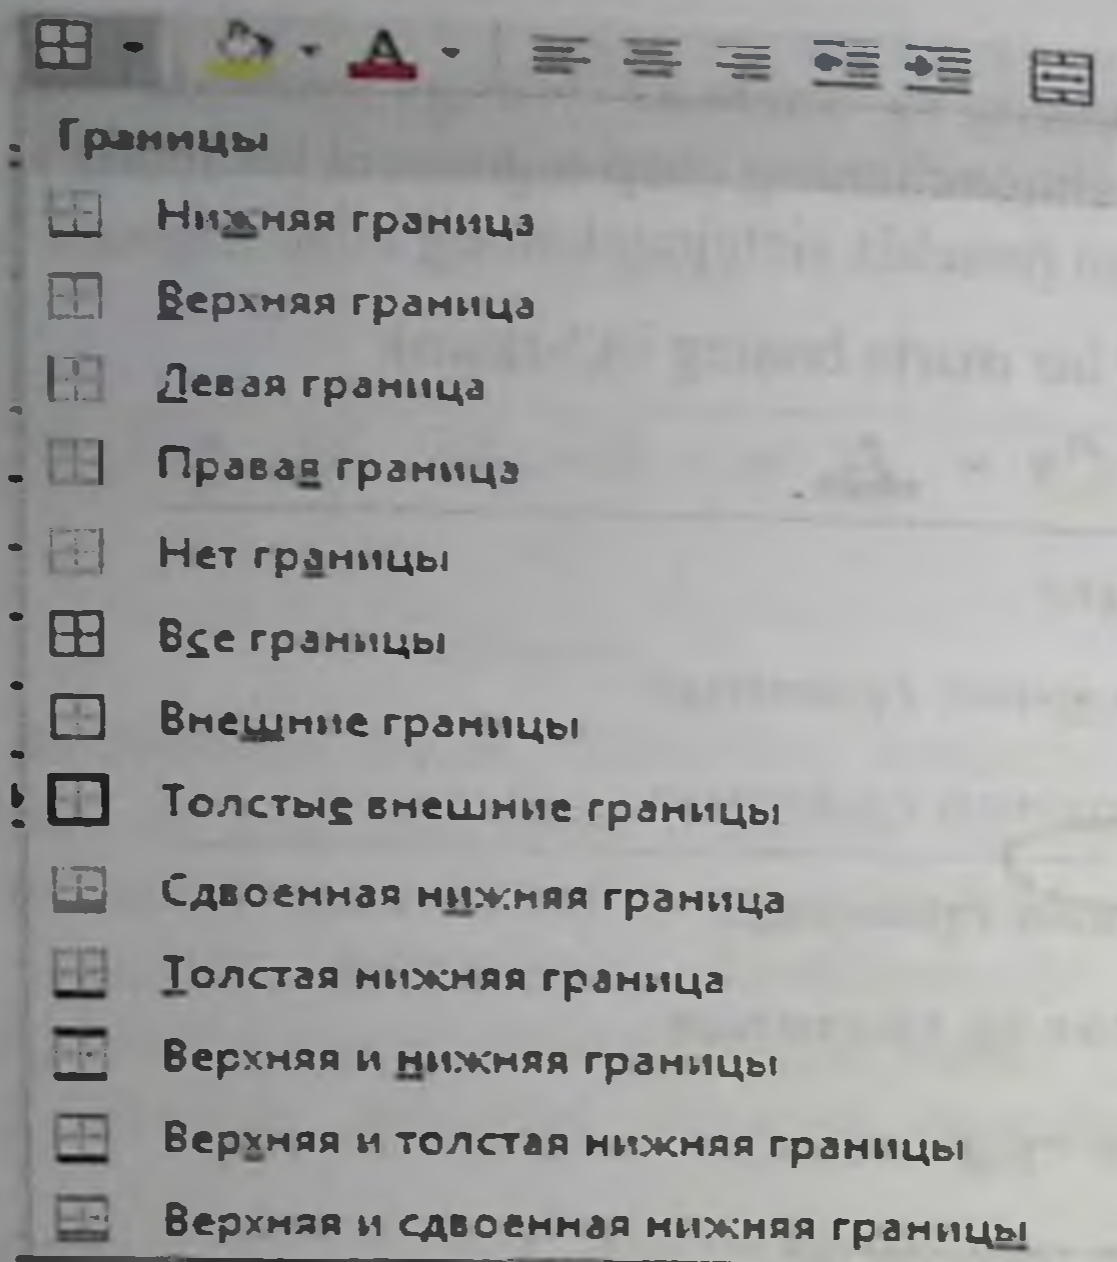 А
Границы
Нижняя граница
Верхняя граница
Левая граница
Правая граница
Нет границы
Все границы
Внешние границы
Толстые внешние границы
Сдвоенная нижняя граница
Толстая нижняя граница
Верхняя и нижняя границы
Верхняя и толстая нижняя границы
Верхняя и сдвоенная нижняя границы